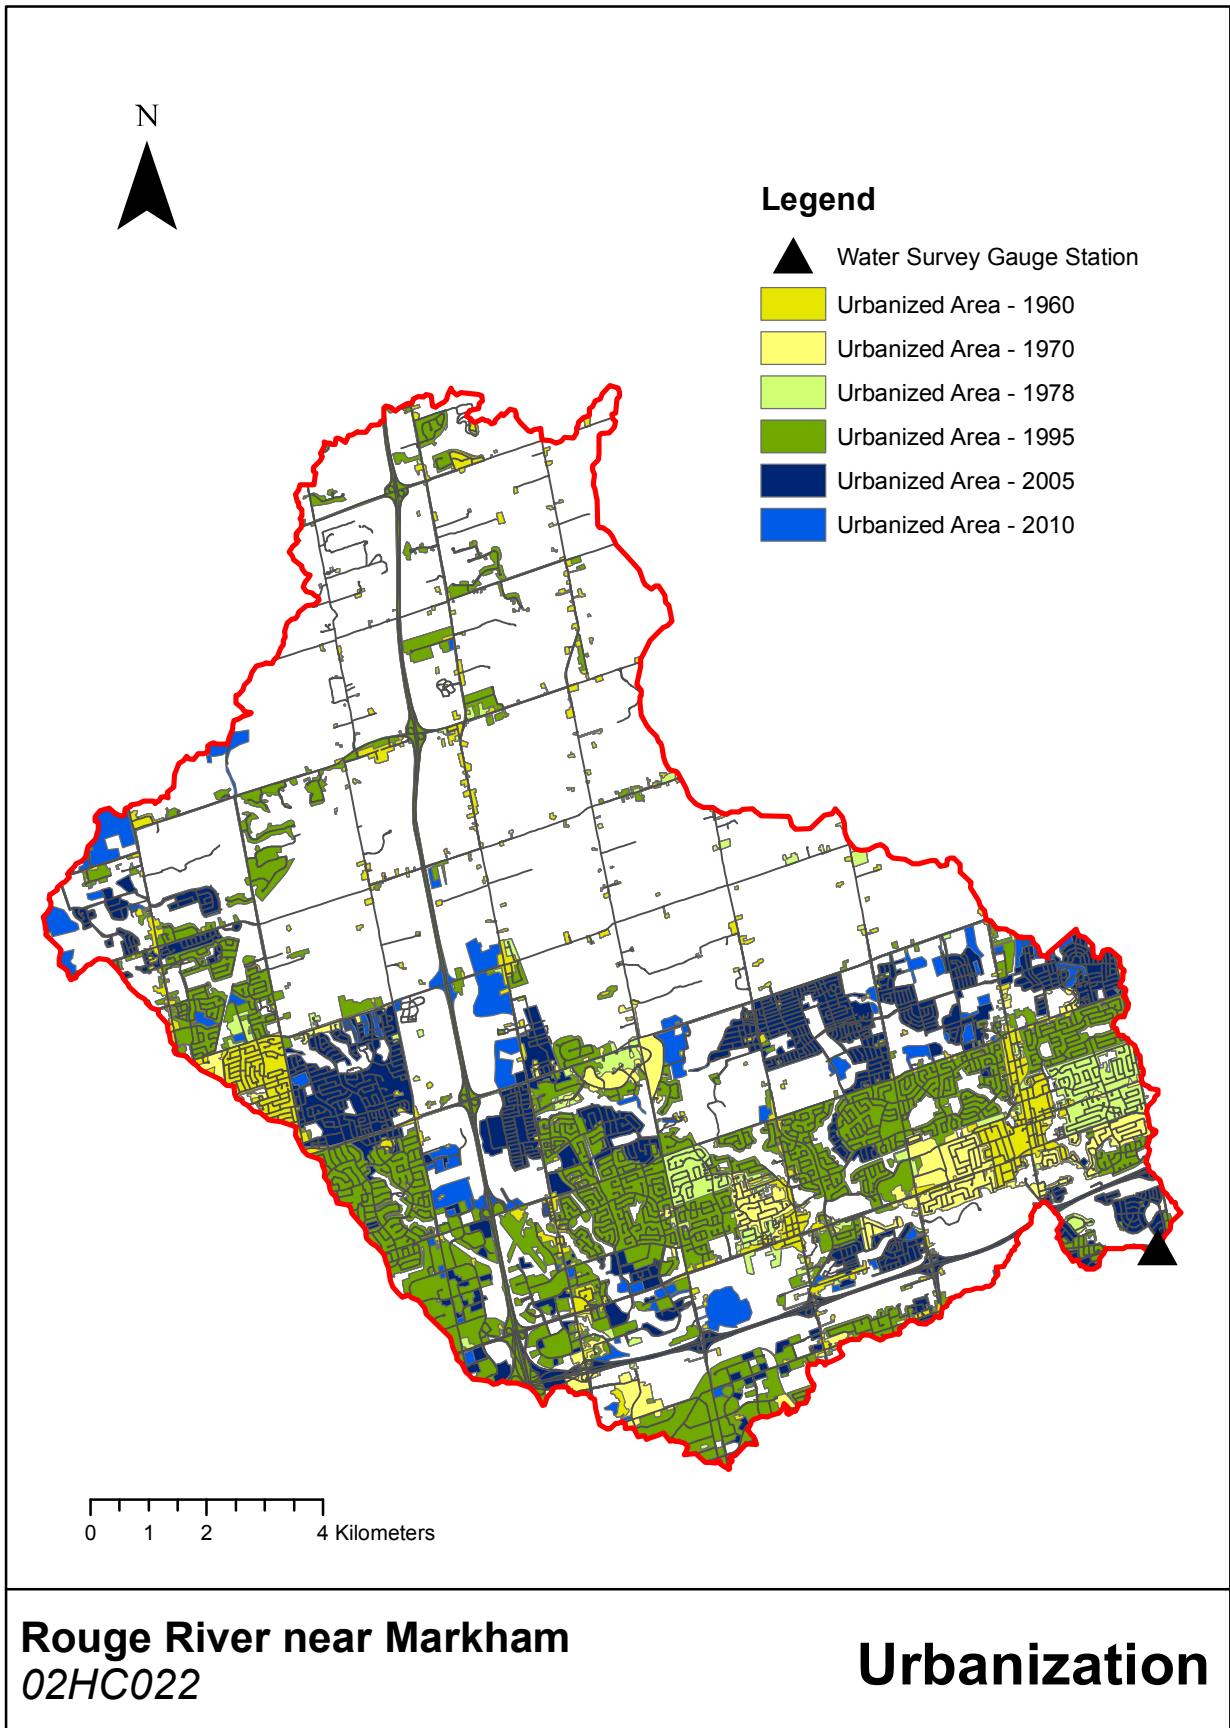 N
Legend
Water Survey Gauge Station
Urbanized Area - 1960
Urbanized Area - 1970
Urbanized Area - 1978
Urbanized Area - 1995
Urbanized Area - 2005
Urbanized Area - 2010
0 1 2 4 Kilometers
Rouge River near Markham
02HC022
Urbanization